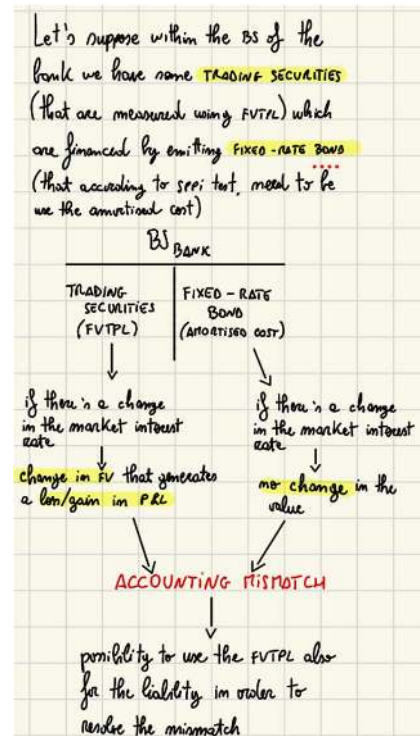 Let's suppose within the BS of the
bank we have some TRADING SECURITIES
(that are measured using FVTPL) which
are financed by emitting FIXED-RATE BOND
(that according to SPPI test, need to be
use the amortised cost)
BS BANK
TRADING
SECURITIES
(FVTPL)
FIXED-RATE
BOND
(AMORTISED COST)
if there's a change
in the market interest
rate
if there's a change
in the market interest
rate
change in FV that generates
a loss/gain in P&L
no change in the
value
ACCOUNTING MISMATCH
possibility to use the FVTPL also
for the liability in order to
resolve the mismatch